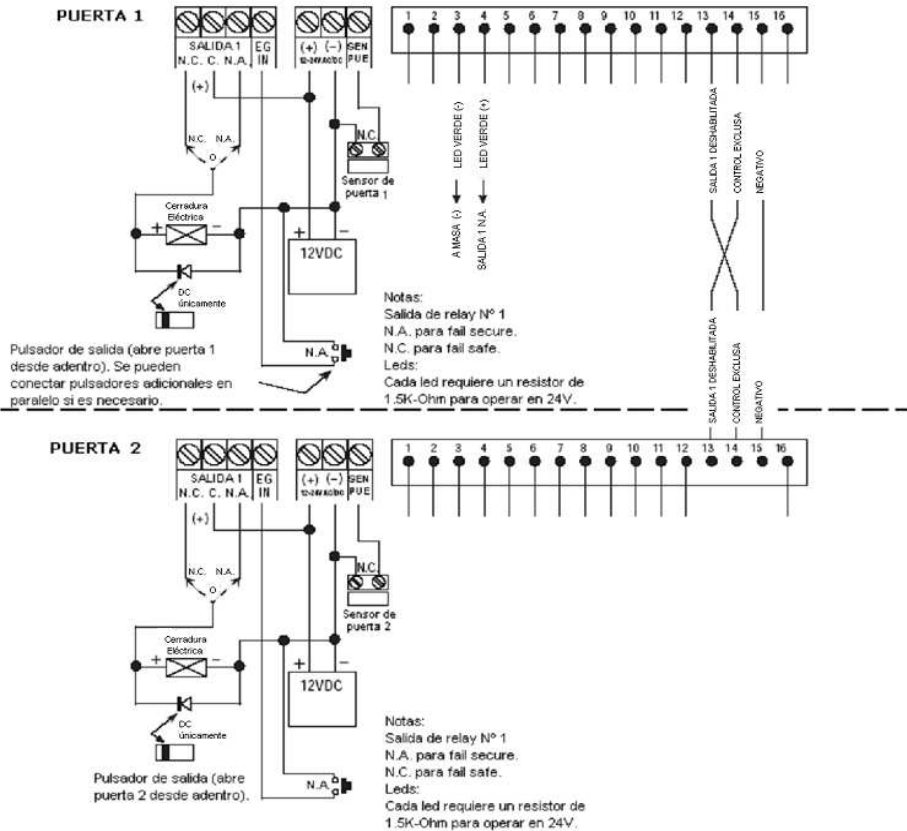 PUERTA 1
SALIDA 1
N.C. C. N.A.
EG
IN
(+) (-)
12-24V AC/DC
SEN
PUE
1 2 3 4 5 6 7 8 9 10 11 12 13 14 15 16
(+)
N.C. N.A.
O
N.C.
Sensor de
puerta 1
Cerradura
Eléctrica
+ -
+ -
12VDC
DC
únicamente
LED VERDE (-)
A MASA (-)
LED VERDE (+)
SALIDA 1 N.A.
SALIDA 1 DESHABILITADA
CONTROL EXCLUSA
NEGATIVO
Pulsador de salida (abre puerta 1
desde adentro). Se pueden
conectar pulsadores adicionales en
paralelo si es necesario.
N.A.
Notas:
Salida de relay Nº 1
N.A. para fail secure.
N.C. para fail safe.
Leds:
Cada led requiere un resistor de
1.5K-Ohm para operar en 24V.
SALIDA 1 DESHABILITADA
CONTROL EXCLUSA
NEGATIVO
PUERTA 2
SALIDA 1
N.C. C. N.A.
EG
IN
(+) (-)
12-24V AC/DC
SEN
PUE
1 2 3 4 5 6 7 8 9 10 11 12 13 14 15 16
(+)
N.C. N.A.
O
N.C.
Sensor de
puerta 2
Cerradura
Eléctrica
+ -
+ -
12VDC
DC
únicamente
Pulsador de salida (abre
puerta 2 desde adentro).
N.A.
Notas:
Salida de relay Nº 1
N.A. para fail secure.
N.C. para fail safe.
Leds:
Cada led requiere un resistor de
1.5K-Ohm para operar en 24V.